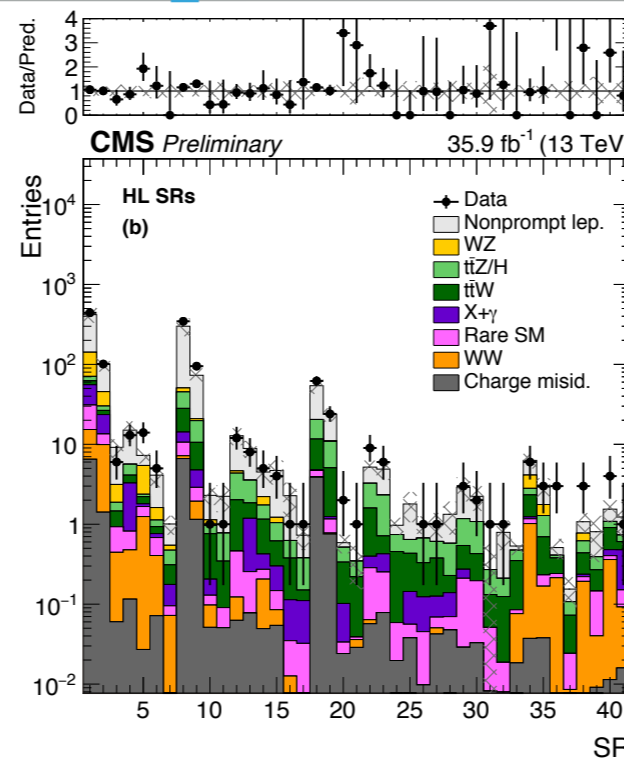 Data/Pred.
4
3
2
1
0
CMS Preliminary
35.9 fb⁻¹ (13 TeV
Entries
HL SRs
(b)
Data
Nonprompt lep.
WZ
tt̄Z/H
tt̄W
X+γ
Rare SM
WW
Charge misid.
10⁴
10³
10²
10
1
10⁻¹
10⁻²
5 10 15 20 25 30 35 40